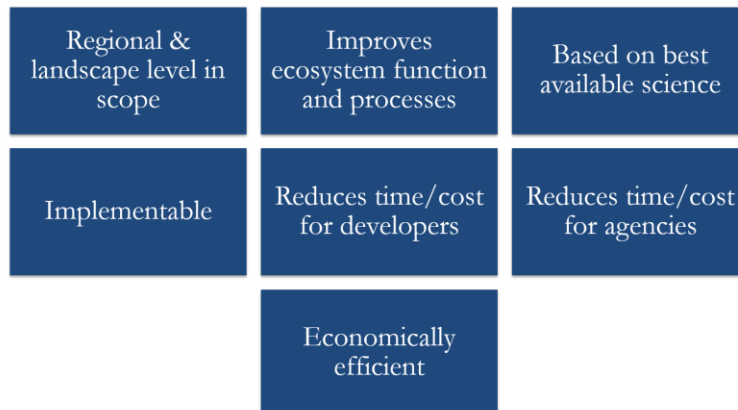 Regional &
landscape level in
scope
Improves
ecosystem function
and processes
Based on best
available science
Implementable
Reduces time/cost
for developers
Reduces time/cost
for agencies
Economically
efficient